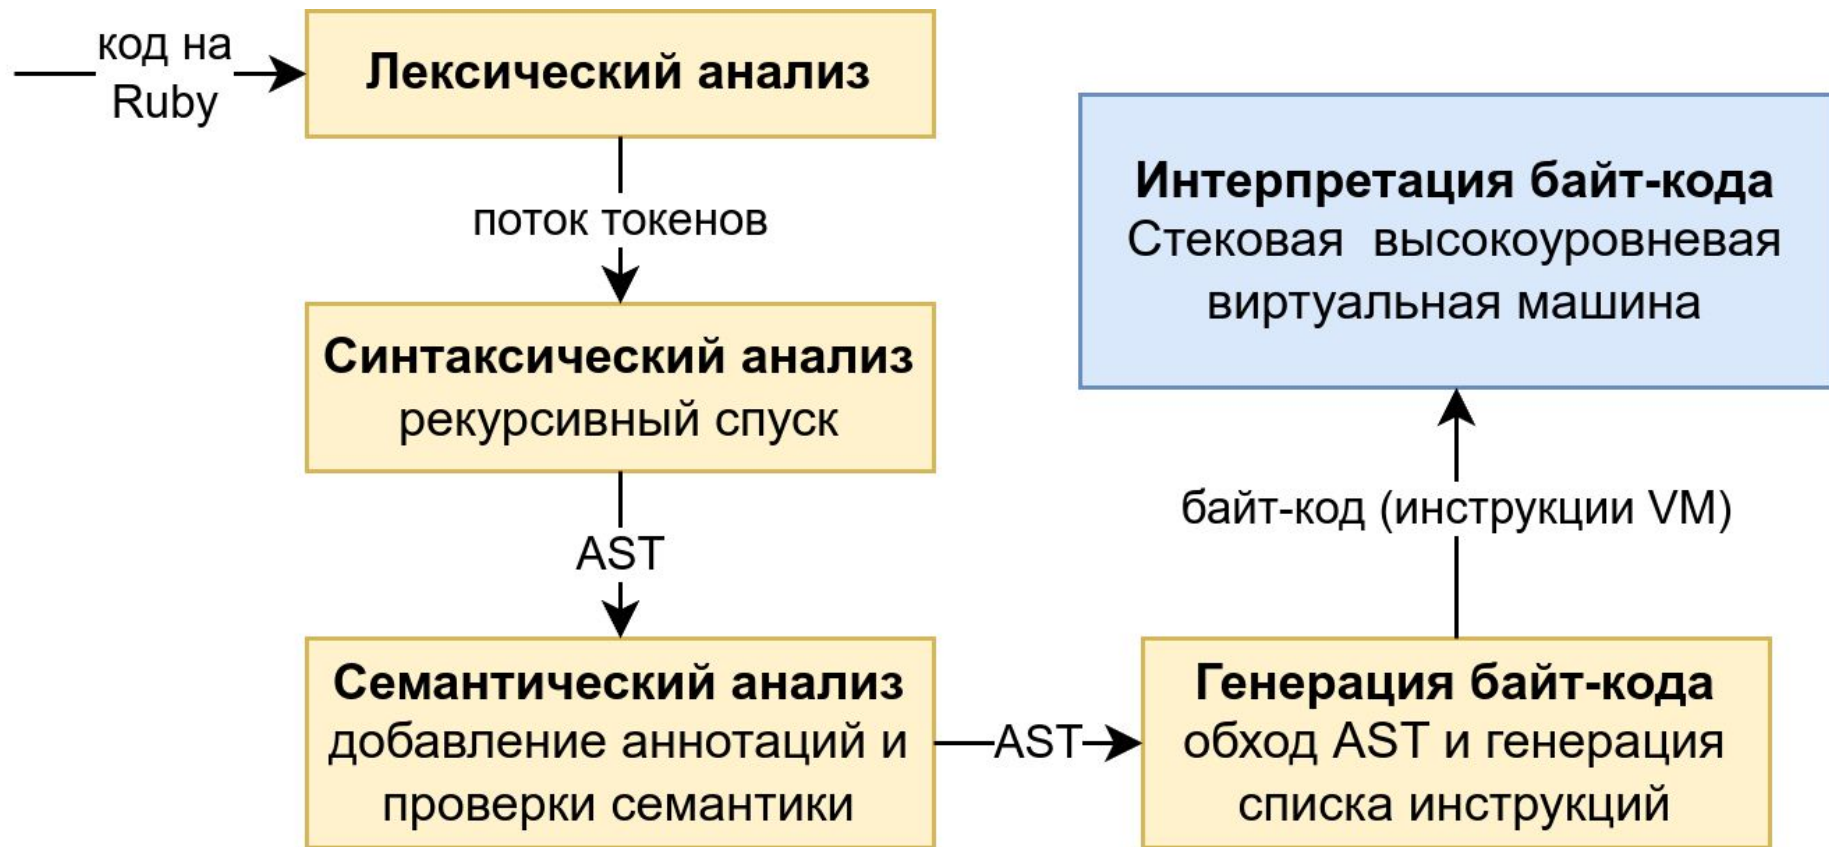 код на
Ruby
Лексический анализ
поток токенов
Синтаксический анализ
рекурсивный спуск
AST
Семантический анализ
добавление аннотаций и
проверки семантики
AST
Генерация байт-кода
обход AST и генерация
списка инструкций
байт-код (инструкции VM)
Интерпретация байт-кода
Стековая высокоуровневая
виртуальная машина